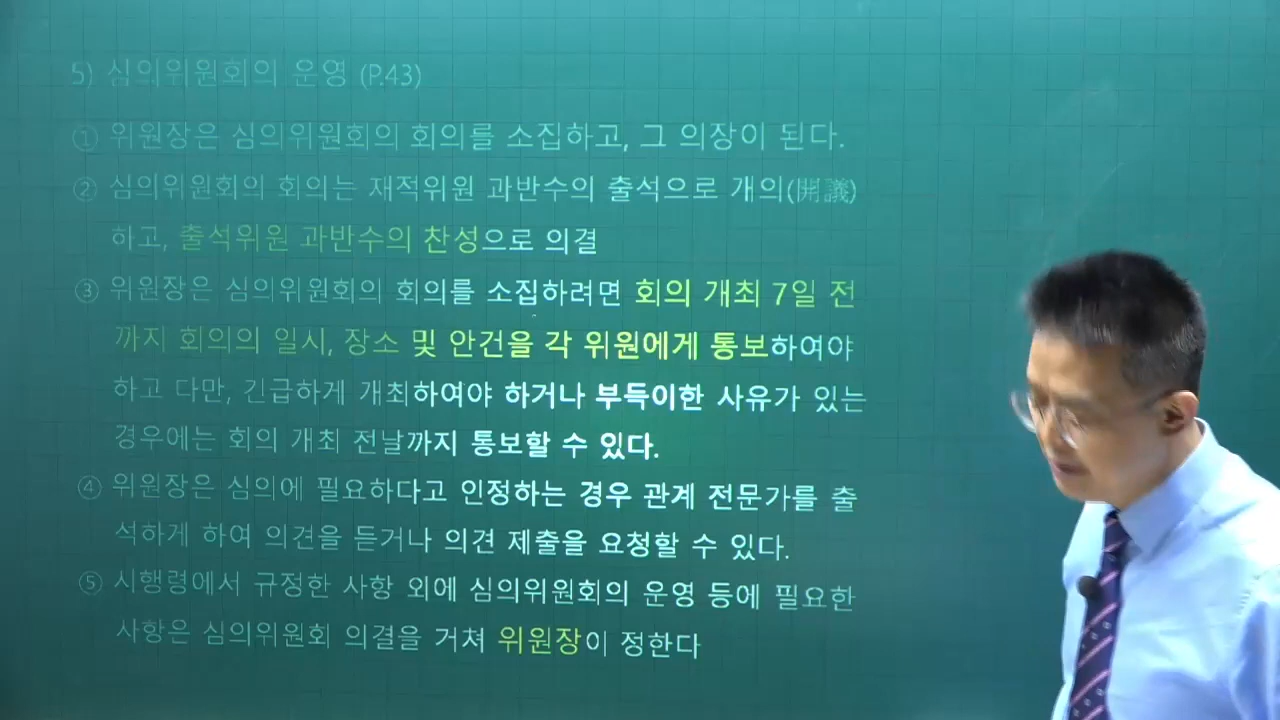 5) 심의위원회의 운영 (P.43)
① 위원장은 심의위원회의 회의를 소집하고, 그 의장이 된다.
② 심의위원회의 회의는 재적위원 과반수의 출석으로 개의(開議)
하고, 출석위원 과반수의 찬성으로 의결
③ 위원장은 심의위원회의 회의를 소집하려면 회의 개최 7일 전
까지 회의의 일시, 장소 및 안건을 각 위원에게 통보하여야
하고 다만, 긴급하게 개최하여야 하거나 부득이한 사유가 있는
경우에는 회의 개최 전날까지 통보할 수 있다.
④ 위원장은 심의에 필요하다고 인정하는 경우 관계 전문가를 출
석하게 하여 의견을 듣거나 의견 제출을 요청할 수 있다.
⑤ 시행령에서 규정한 사항 외에 심의위원회의 운영 등에 필요한
사항은 심의위원회 의결을 거쳐 위원장이 정한다